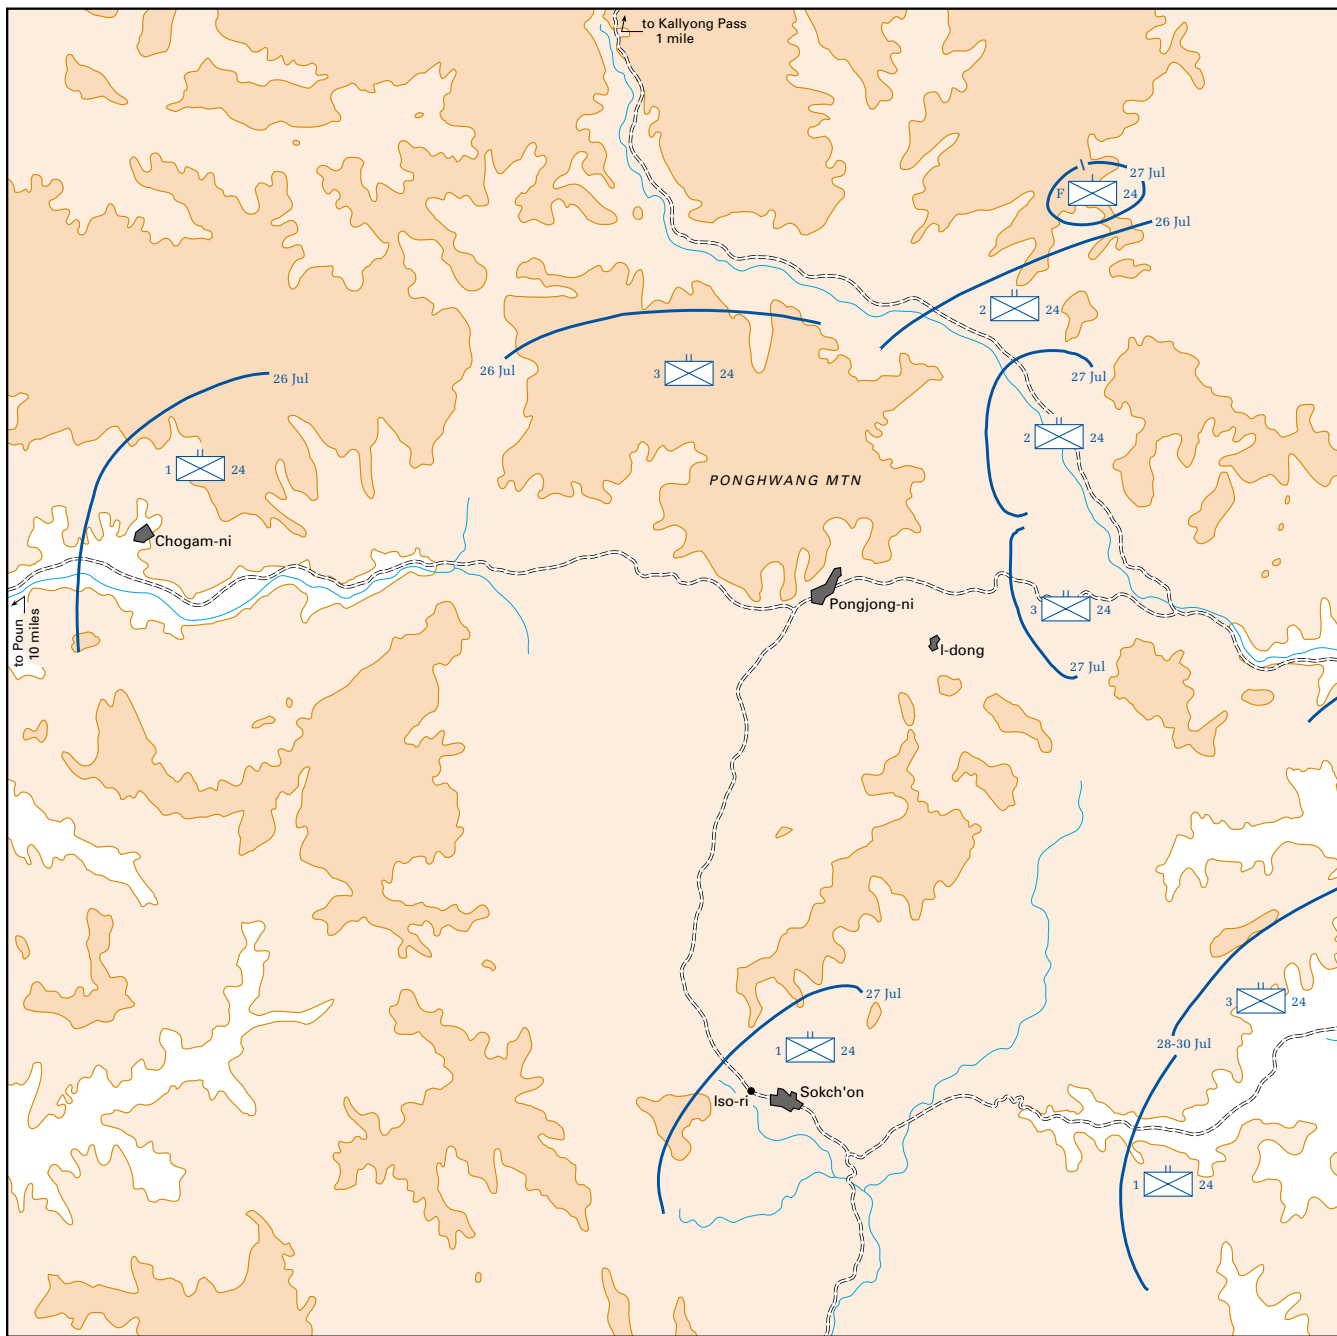 to Kallyong Pass
1 mile
27 Jul
F 24
26 Jul
2 24
26 Jul
26 Jul
3 24
27 Jul
2 24
1 24
PONGHWANG MTN
Chogam-ni
Pongjong-ni
3 24
to Poun
10 miles
I-dong
27 Jul
27 Jul
3 24
28-30 Jul
1 24
Iso-ri
Sokch'on
1 24